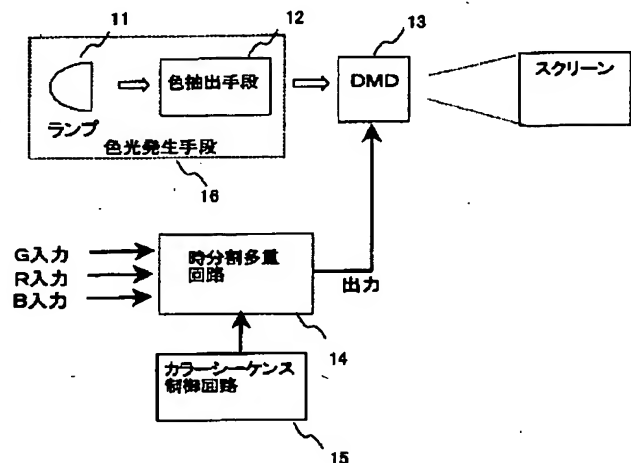 11
12
13
ランプ
色抽出手段
DMD
スクリーン
色光発生手段
16
G入力
R入力
B入力
時分割多重
回路
出力
14
カラーシーケンス
制御回路
15